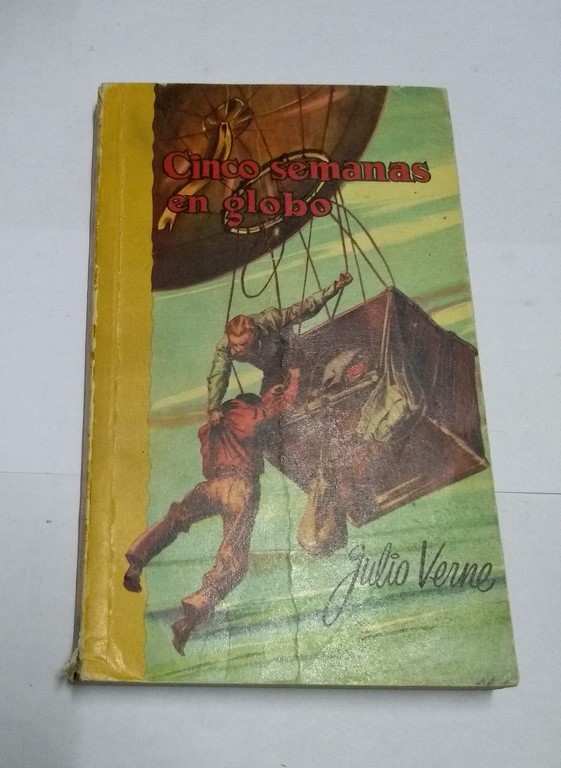 Cinco semanas
en globo
Julio Verne